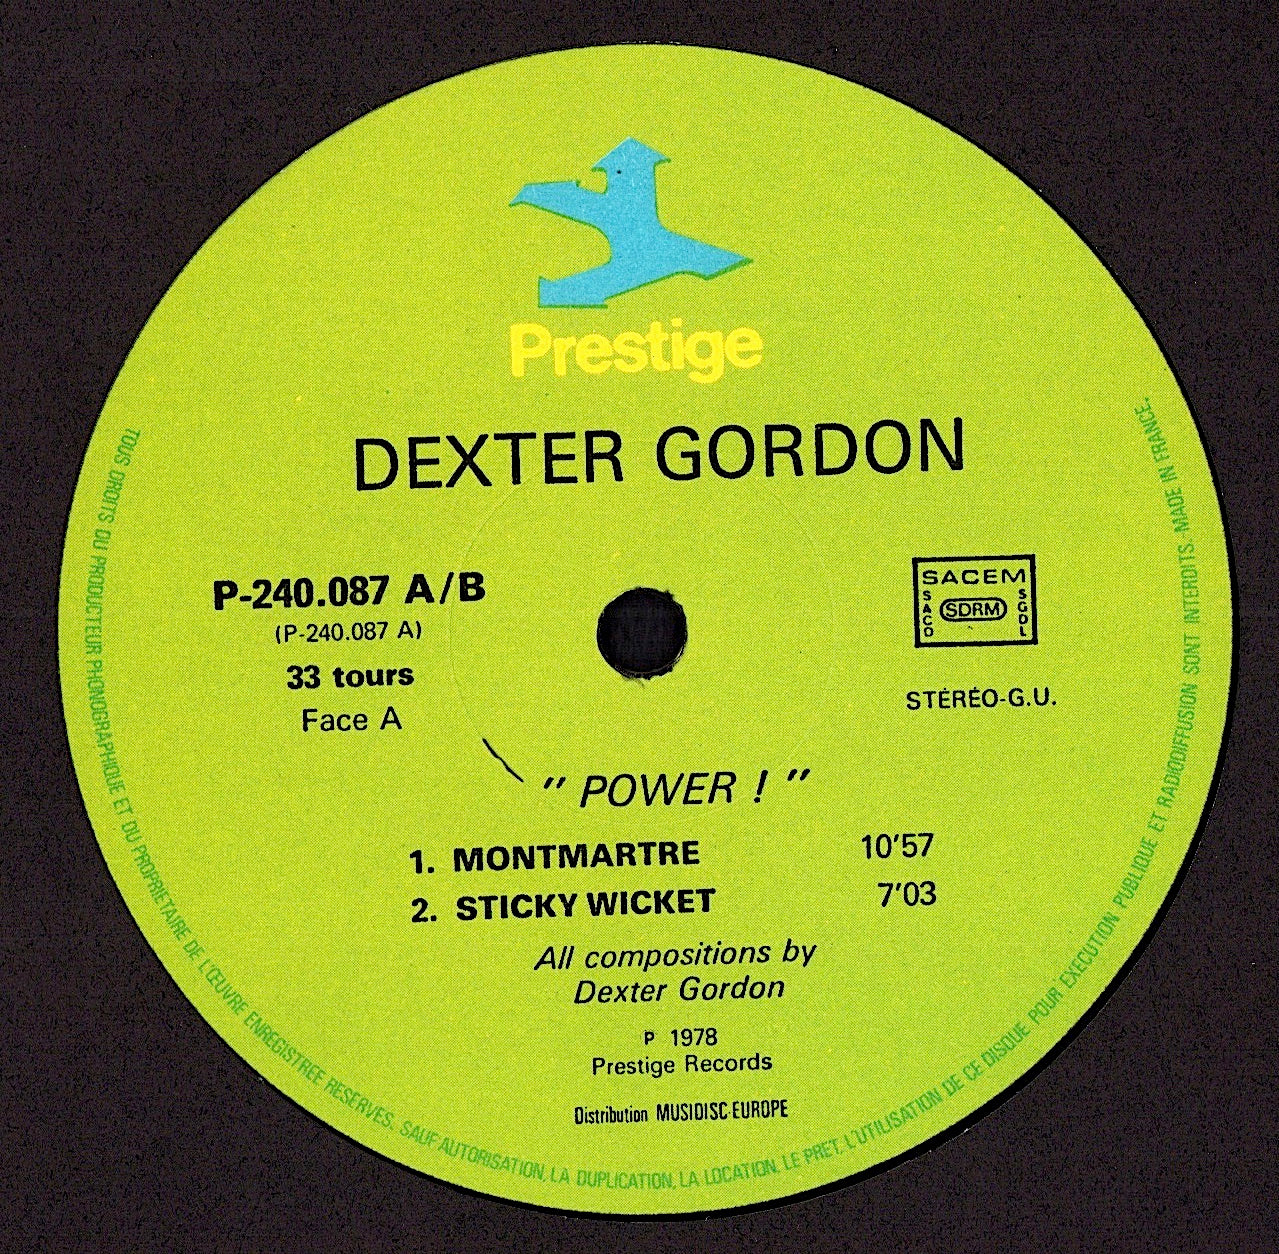 Prestige
DEXTER GORDON
P-240.087 A/B
(P-240.087 A)
33 tours
Face A
SACEM
SACD
SDRM
SGDL
STÉRÉO-G.U.
" POWER ! "
1. MONTMARTRE 10'57
2. STICKY WICKET 7'03
All compositions by
Dexter Gordon
P 1978
Prestige Records
Distribution MUSIDISC-EUROPE
TOUS DROITS DU PRODUCTEUR PHONOGRAPHIQUE ET DU PROPRIETAIRE DE L'ŒUVRE ENREGISTREE RESERVES. SAUF AUTORISATION, LA DUPLICATION, LA LOCATION, LE PRET, L'UTILISATION DE CE DISQUE POUR EXECUTION PUBLIQUE ET RADIODIFFUSION SONT INTERDITS. MADE IN FRANCE.